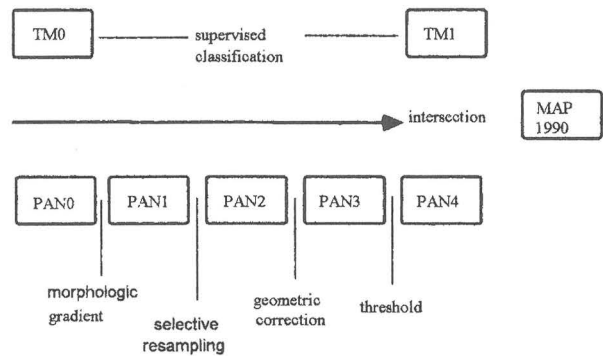 TM0
supervised
classification
TM1
intersection
MAP
1990
PAN0
PAN1
PAN2
PAN3
PAN4
morphologic
gradient
selective
resampling
geometric
correction
threshold